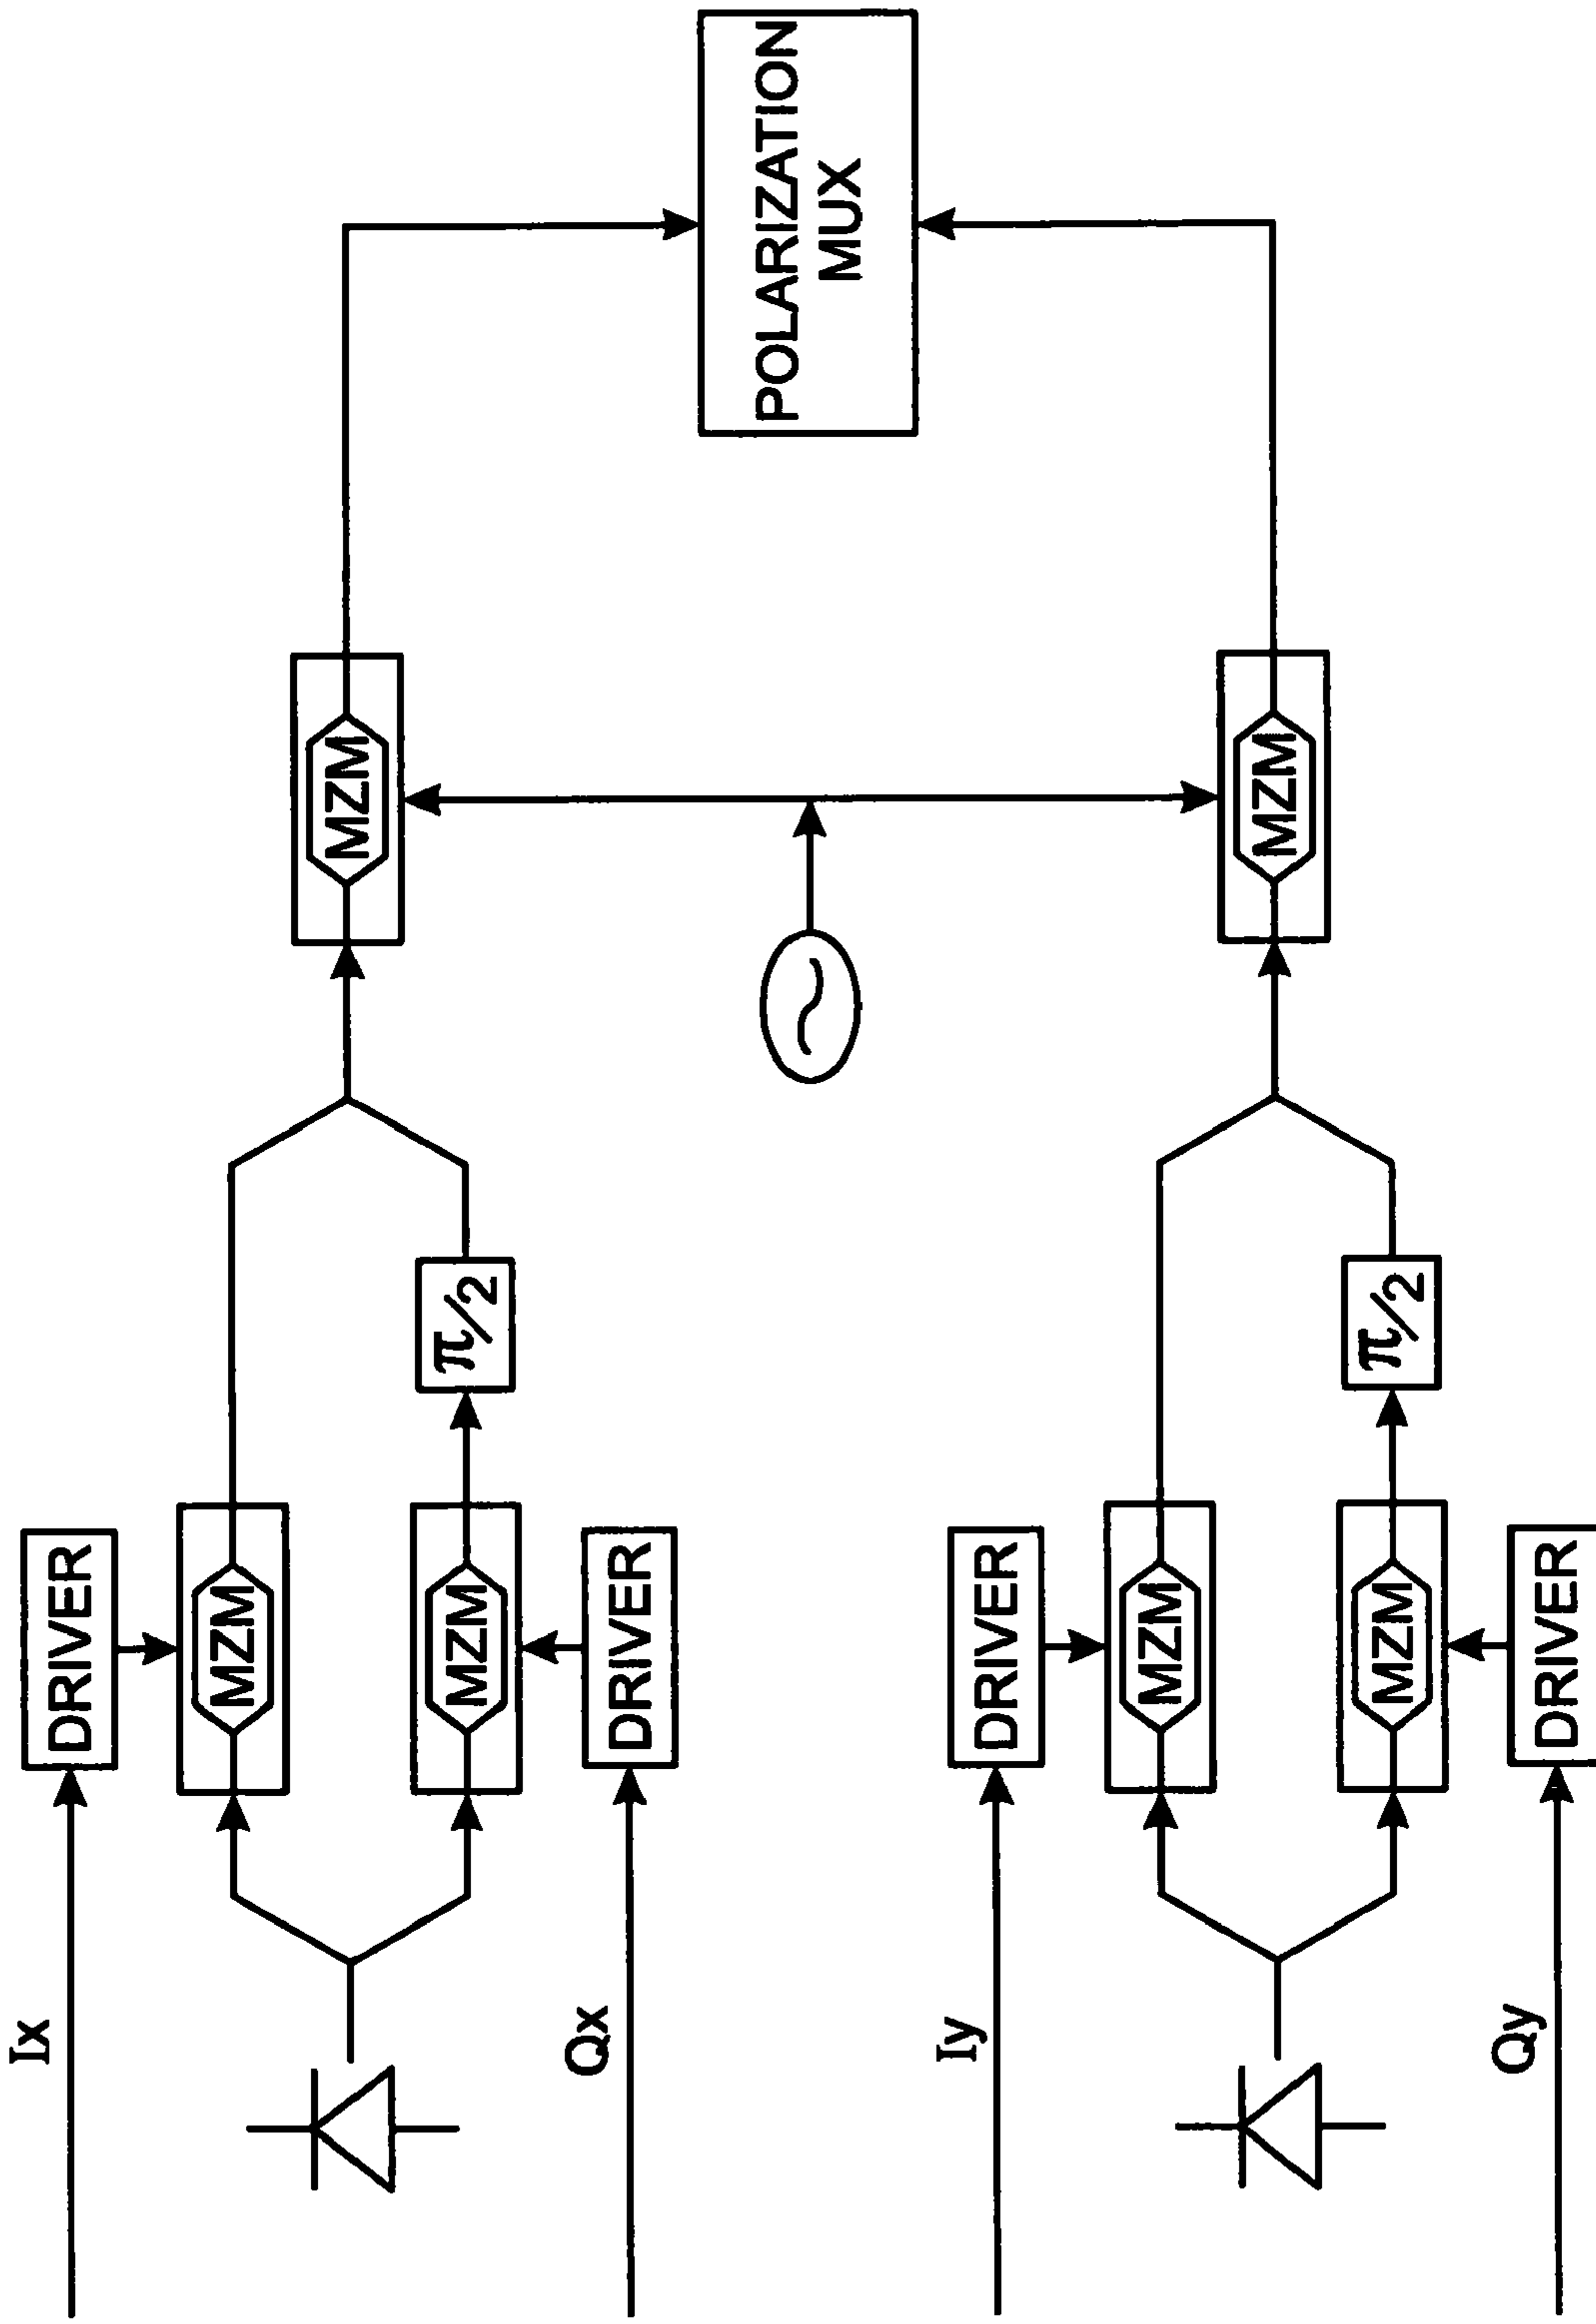 Ix
DRIVER
MZM
MZM
π/2
Qx
DRIVER
MZM
POLARIZATION
MUX
Iy
DRIVER
MZM
MZM
π/2
Qy
DRIVER
MZM